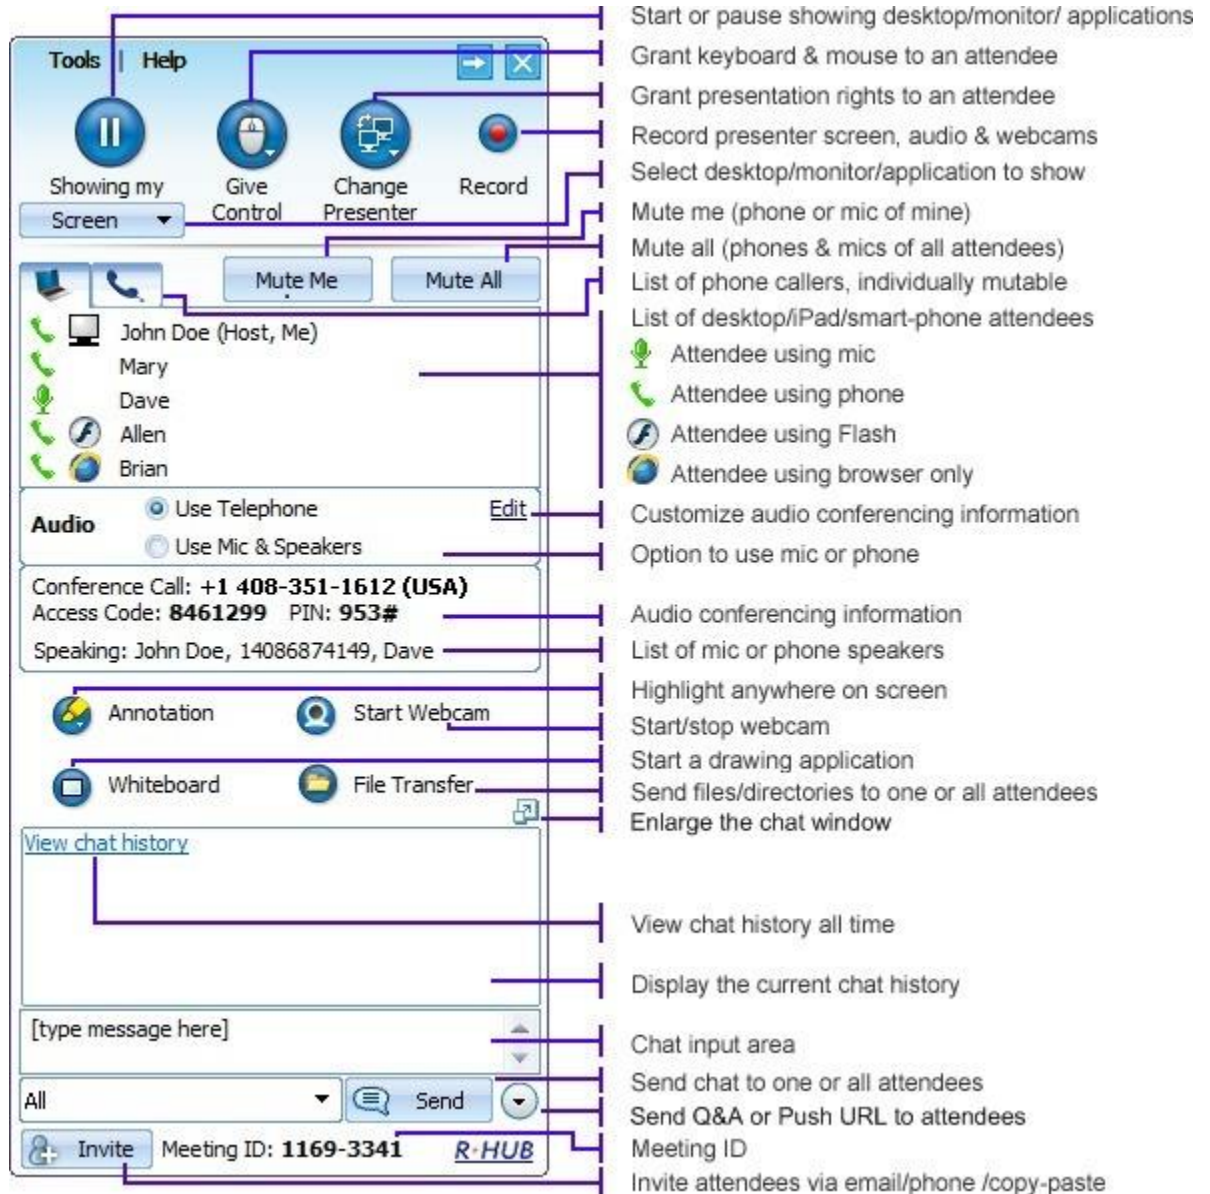 Start or pause showing desktop/monitor/ applications
Tools | Help
Grant keyboard & mouse to an attendee
Grant presentation rights to an attendee
Record presenter screen, audio & webcams
Showing my
Give Control
Change Presenter
Record
Select desktop/monitor/application to show
Screen
Mute me (phone or mic of mine)
Mute all (phones & mics of all attendees)
Mute Me
Mute All
List of phone callers, individually mutable
List of desktop/iPad/smart-phone attendees
John Doe (Host, Me)
Mary
Dave
Allen
Brian
Attendee using mic
Attendee using phone
Attendee using Flash
Attendee using browser only
Audio
Use Telephone
Edit
Use Mic & Speakers
Customize audio conferencing information
Option to use mic or phone
Conference Call: +1 408-351-1612 (USA)
Access Code: 8461299 PIN: 953#
Speaking: John Doe, 14086874149, Dave
Audio conferencing information
List of mic or phone speakers
Highlight anywhere on screen
Annotation
Start Webcam
Start/stop webcam
Start a drawing application
Whiteboard
File Transfer
Send files/directories to one or all attendees
Enlarge the chat window
View chat history
View chat history all time
Display the current chat history
[type message here]
Chat input area
Send chat to one or all attendees
All
Send
Send Q&A or Push URL to attendees
Invite
Meeting ID: 1169-3341
R·HUB
Meeting ID
Invite attendees via email/phone /copy-paste